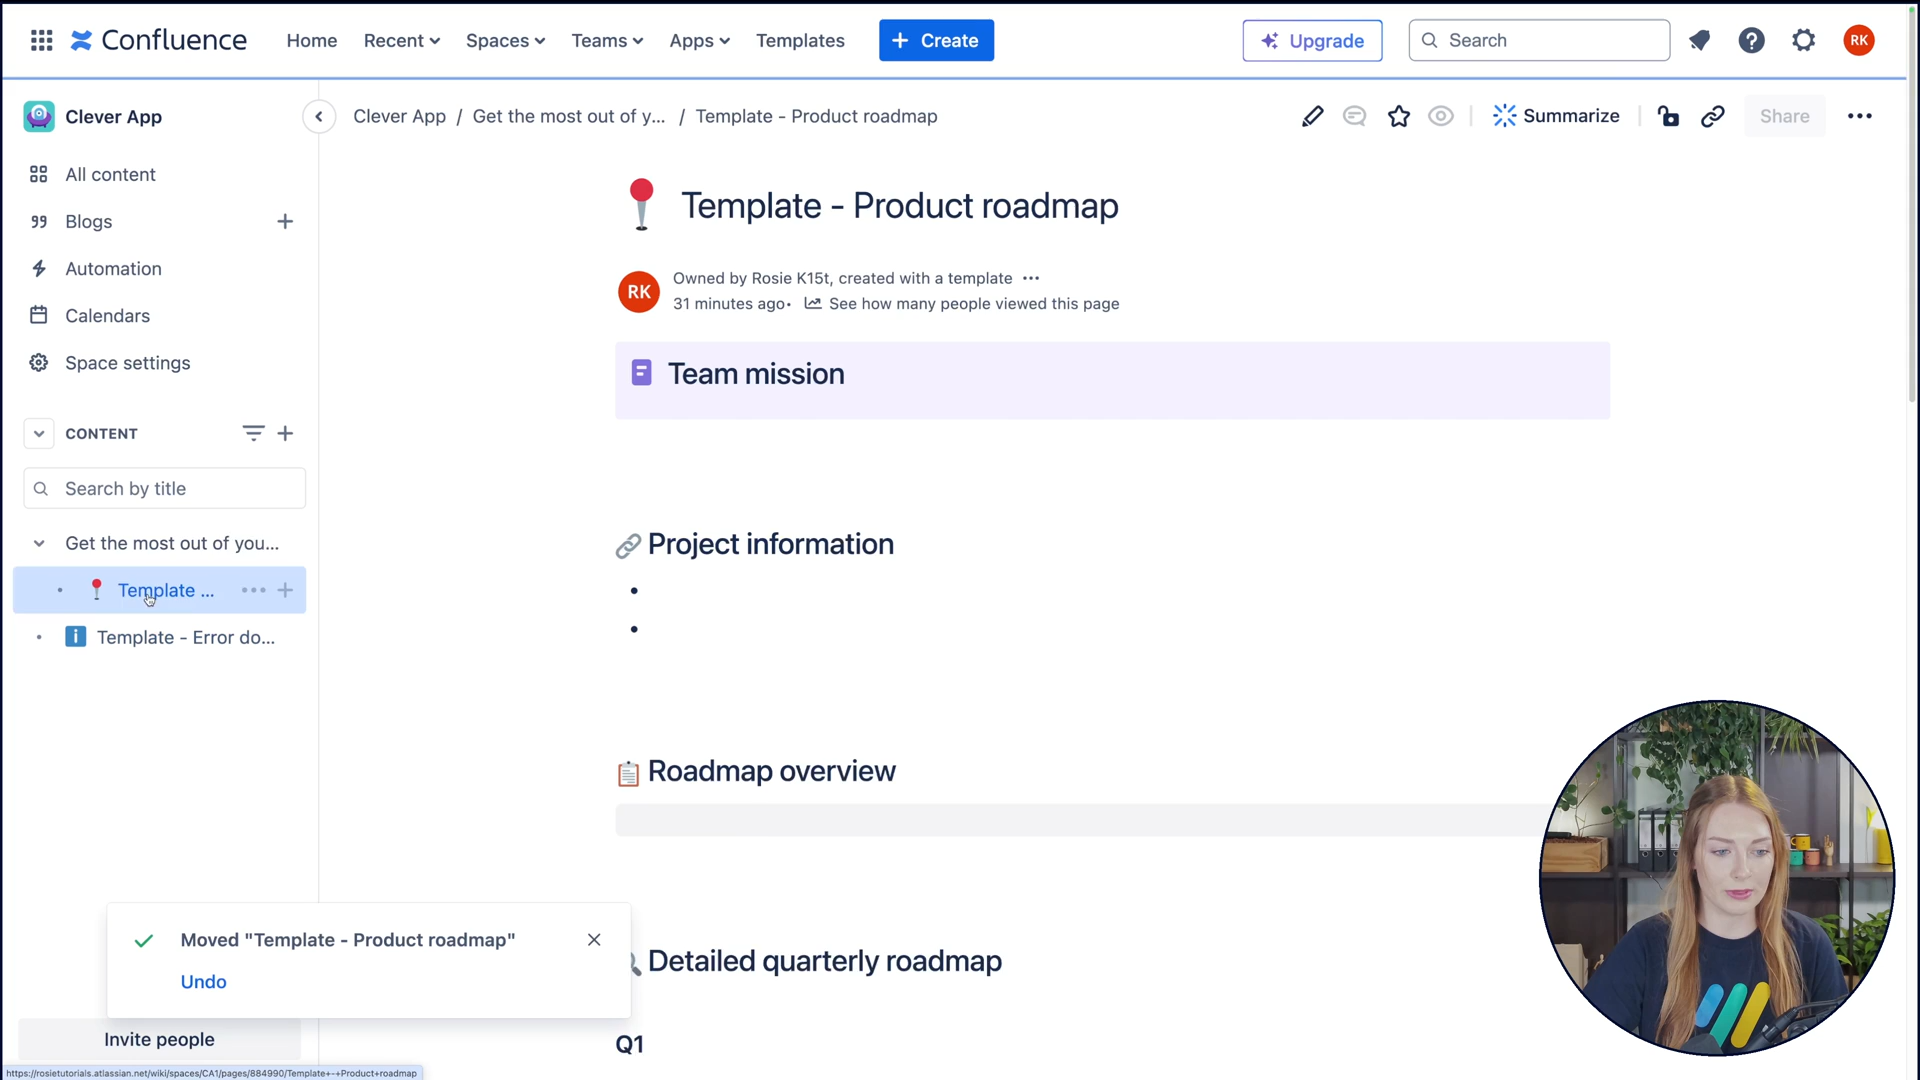 Confluence Home Recent Spaces Teams Apps Templates + Create Upgrade Search RK
Clever App
Clever App / Get the most out of y... / Template - Product roadmap
Summarize
Share
All content
Blogs
Automation
Calendars
Space settings
CONTENT
Search by title
Get the most out of you...
Template ...
Template - Error do...
Template - Product roadmap
RK
Owned by Rosie K15t, created with a template
31 minutes ago• See how many people viewed this page
Team mission
Project information
Roadmap overview
Detailed quarterly roadmap
Q1
Moved "Template - Product roadmap"
Undo
Invite people
https://rosietutorials.atlassian.net/wiki/spaces/CA1/pages/884990/Template+-+Product+roadmap